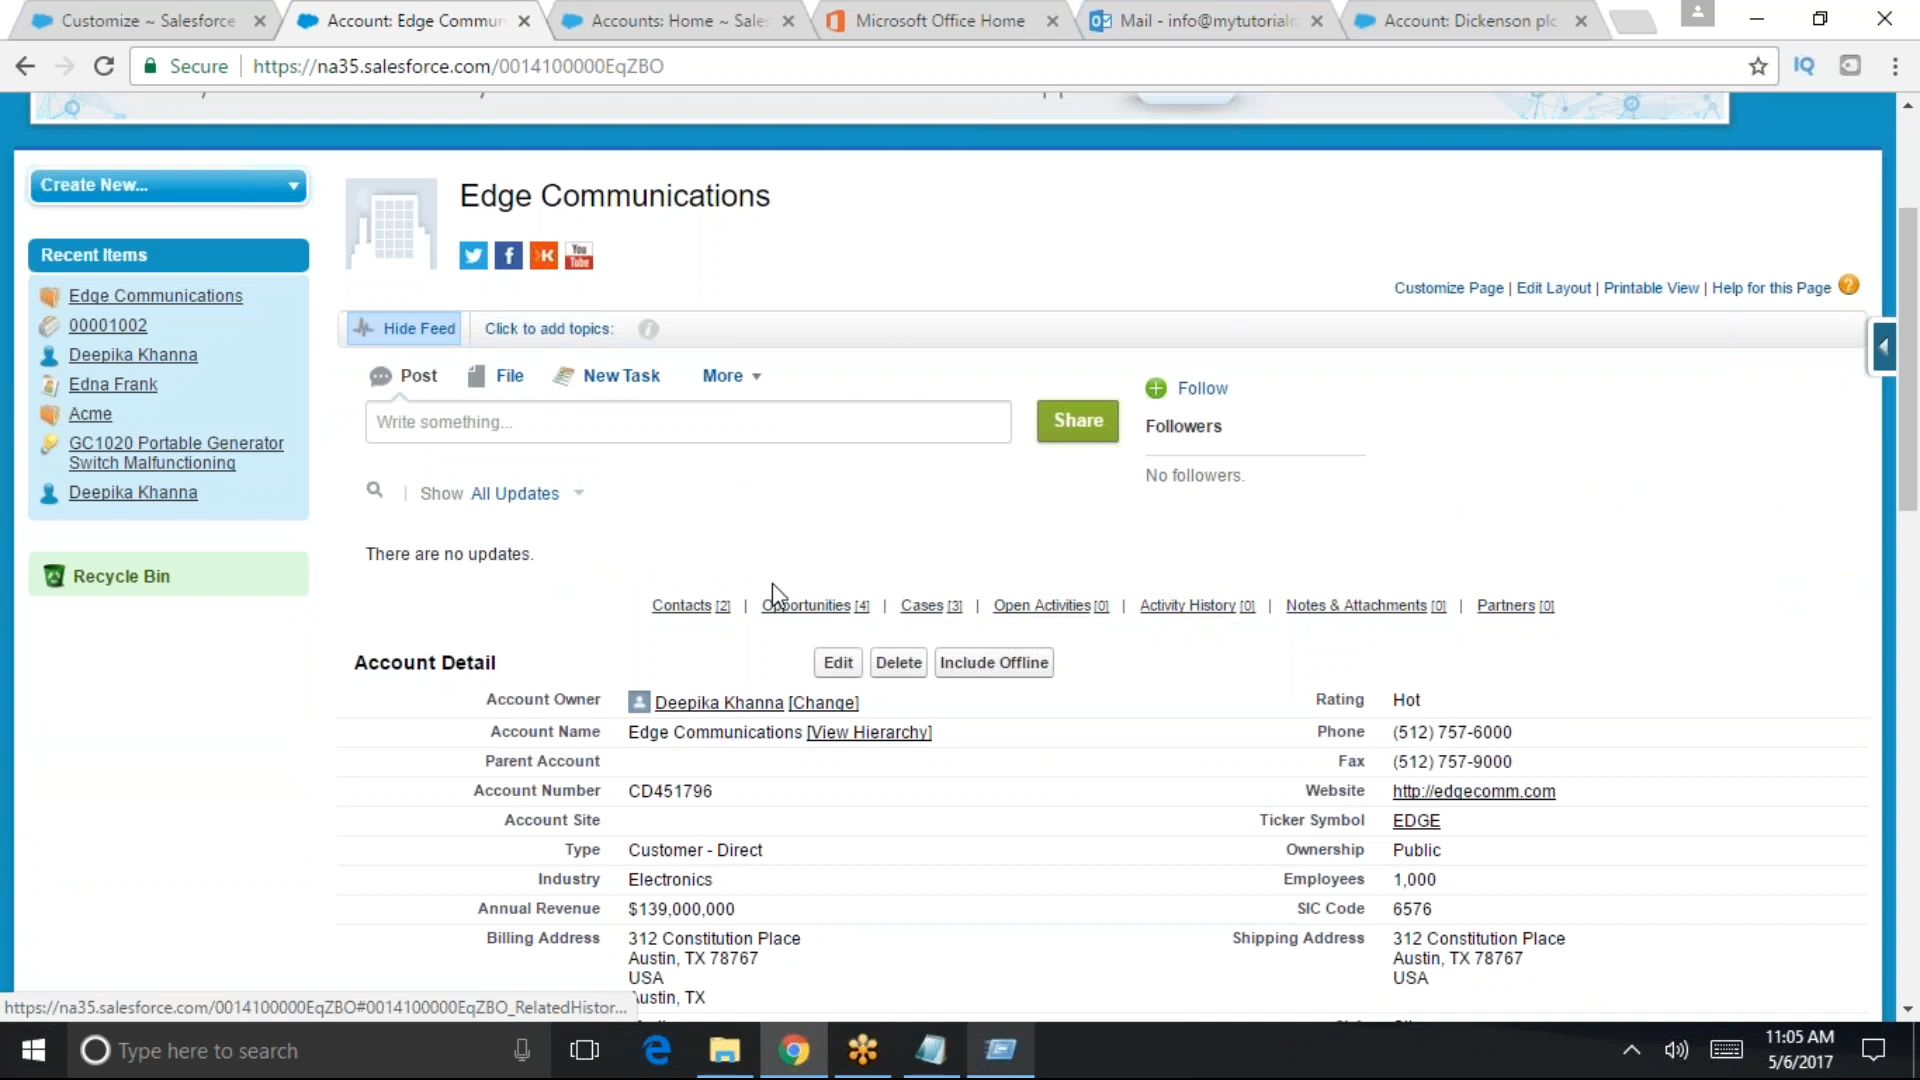 Customize ~ Salesforce
Account: Edge Commun
Accounts: Home ~ Sales
Microsoft Office Home
Mail - info@mytutorialr
Account: Dickenson plc
Secure
https://na35.salesforce.com/0014100000EqZBO
IQ
Create New...
Recent Items
Edge Communications
00001002
Deepika Khanna
Edna Frank
Acme
GC1020 Portable Generator
Switch Malfunctioning
Deepika Khanna
Recycle Bin
Edge Communications
You
Tube
Customize Page | Edit Layout | Printable View | Help for this Page
Hide Feed
Click to add topics:
Post
File
New Task
More
Write something...
Share
Follow
Followers
No followers.
Show All Updates
There are no updates.
Contacts [2] | Opportunities [4] | Cases [3] | Open Activities [0] | Activity History [0] | Notes & Attachments [0] | Partners [0]
Account Detail
Edit
Delete
Include Offline
Account Owner Deepika Khanna [Change]
Rating Hot
Account Name Edge Communications [View Hierarchy]
Phone (512) 757-6000
Parent Account
Fax (512) 757-9000
Account Number CD451796
Website http://edgecomm.com
Account Site
Ticker Symbol EDGE
Type Customer - Direct
Ownership Public
Industry Electronics
Employees 1,000
Annual Revenue $139,000,000
SIC Code 6576
Billing Address 312 Constitution Place
Austin, TX 78767
USA
Austin, TX
Shipping Address 312 Constitution Place
Austin, TX 78767
USA
https://na35.salesforce.com/0014100000EqZBO#0014100000EqZBO_RelatedHistor...
Type here to search
11:05 AM
5/6/2017